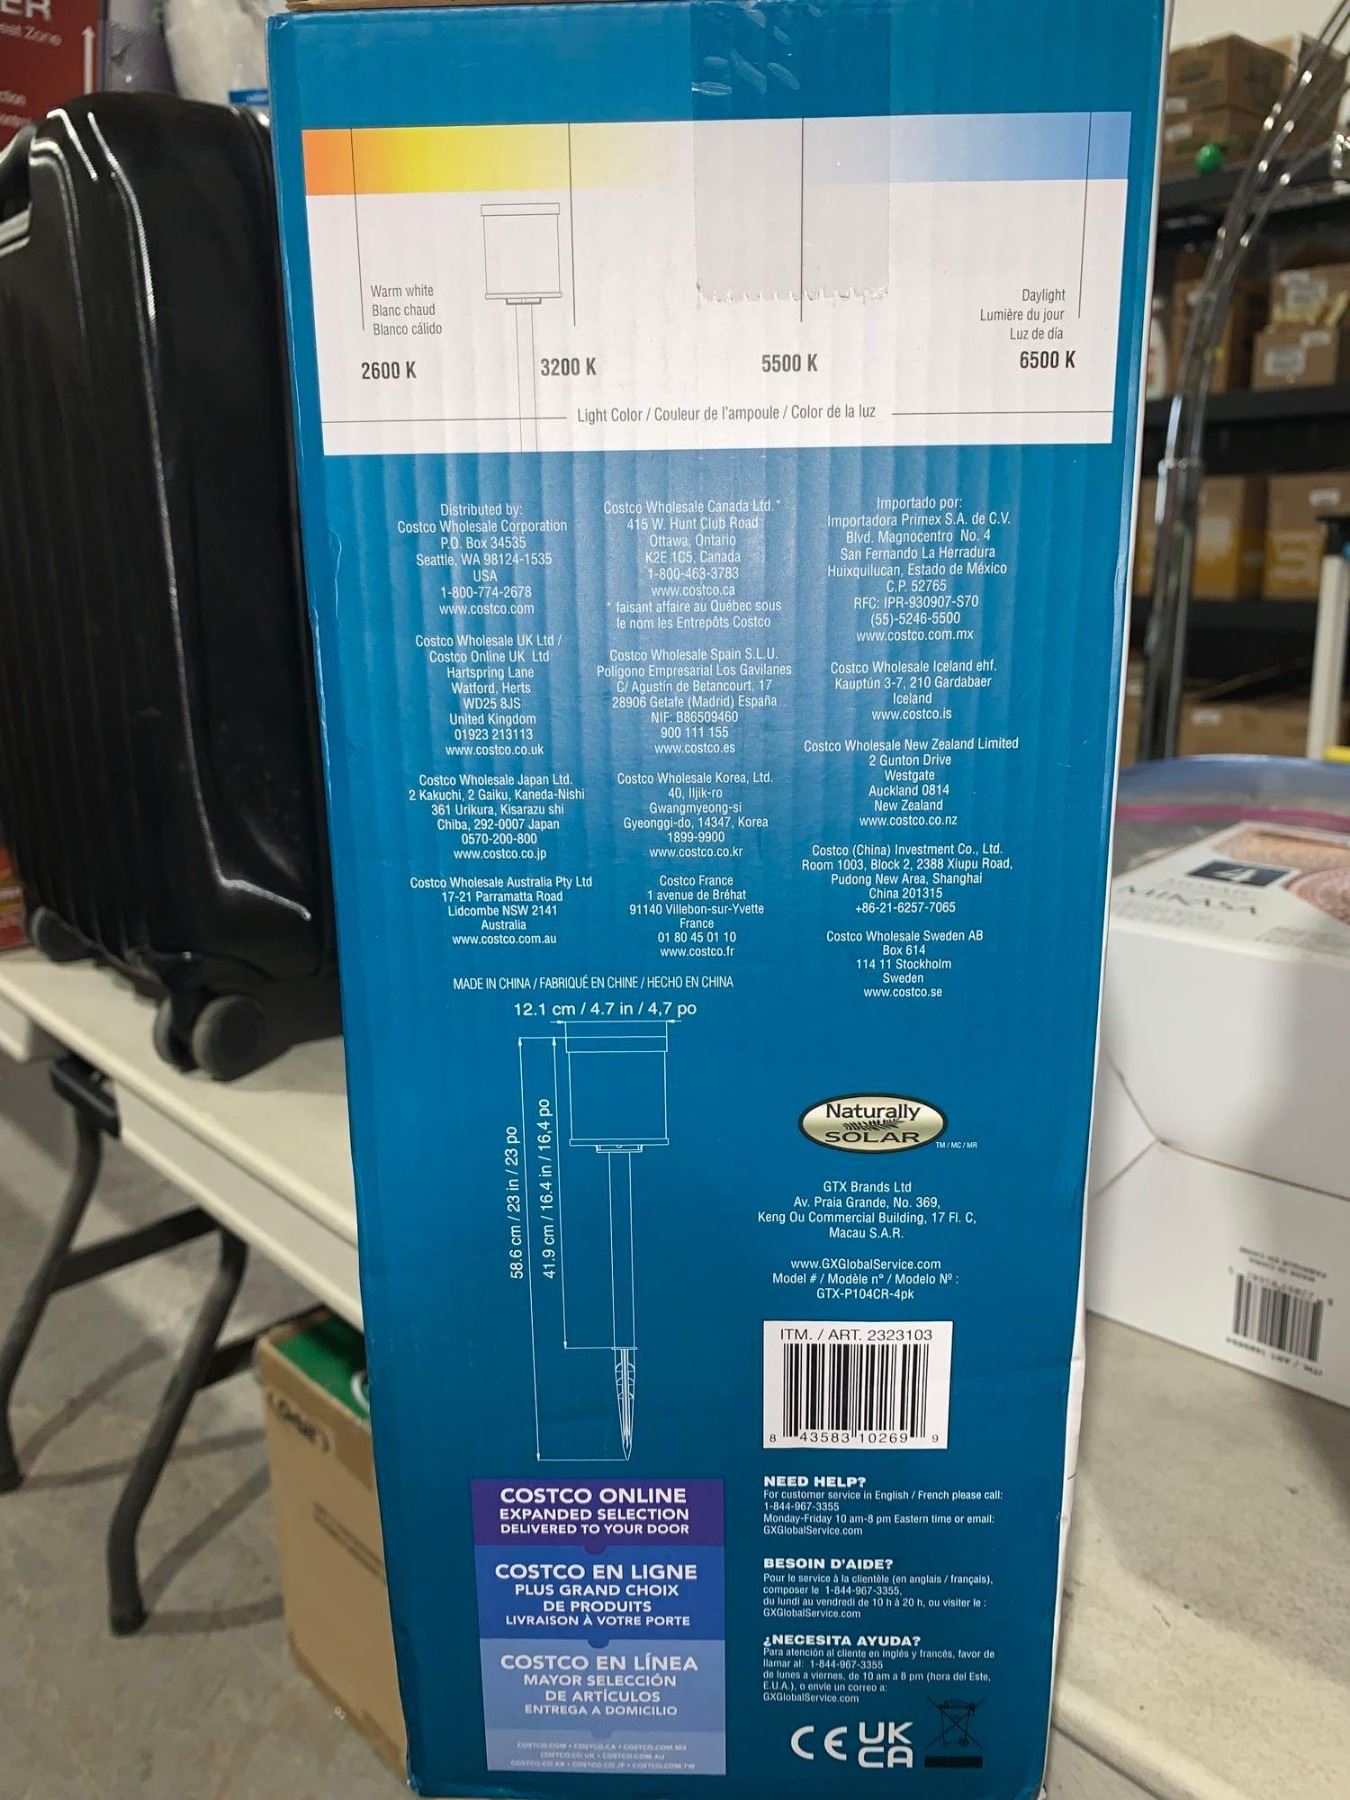 ER
Warm white
Blanc chaud
Blanco cálido
2600 K
3200 K
5500 K
Daylight
Lumière du jour
Luz de día
6500 K
Light Color / Couleur de l'ampoule / Color de la luz
Distributed by:
Costco Wholesale Corporation
P.O. Box 34535
Seattle, WA 98124-1535
USA
1-800-774-2678
www.costco.com
Costco Wholesale UK Ltd /
Costco Online UK Ltd
Hartspring Lane
Watford, Herts
WD25 8JS
United Kingdom
01923 213113
www.costco.co.uk
Costco Wholesale Japan Ltd.
2 Kakuchi, 2 Gaiku, Kaneda-Nishi
361 Urikura, Kisarazu shi
Chiba, 292-0007 Japan
0570-200-800
www.costco.co.jp
Costco Wholesale Australia Pty Ltd
17-21 Parramatta Road
Lidcombe NSW 2141
Australia
www.costco.com.au
Costco Wholesale Canada Ltd. *
415 W. Hunt Club Road
Ottawa, Ontario
K2E 1C5, Canada
1-800-463-3783
www.costco.ca
* faisant affaire au Québec sous
le nom les Entrepôts Costco
Costco Wholesale Spain S.L.U.
Polígono Empresarial Los Gavilanes
C/ Agustín de Betancourt, 17
28906 Getafe (Madrid) España
NIF: B86509460
900 111 155
www.costco.es
Costco Wholesale Korea, Ltd.
40, Iljik-ro
Gwangmyeong-si
Gyeonggi-do, 14347, Korea
1899-9900
www.costco.co.kr
Costco France
1 avenue de Bréhat
91140 Villebon-sur-Yvette
France
01 80 45 01 10
www.costco.fr
Importado por:
Importadora Primex S.A. de C.V.
Blvd. Magnocentro No. 4
San Fernando La Herradura
Huixquilucan, Estado de México
C.P. 52765
RFC: IPR-930907-S70
(55)-5246-5500
www.costco.com.mx
Costco Wholesale Iceland ehf.
Kauptún 3-7, 210 Gardabaer
Iceland
www.costco.is
Costco Wholesale New Zealand Limited
2 Gunton Drive
Westgate
Auckland 0814
New Zealand
www.costco.co.nz
Costco (China) Investment Co., Ltd.
Room 1003, Block 2, 2388 Xiupu Road,
Pudong New Area, Shanghai
China 201315
+86-21-6257-7065
Costco Wholesale Sweden AB
Box 614
114 11 Stockholm
Sweden
www.costco.se
MADE IN CHINA / FABRIQUÉ EN CHINE / HECHO EN CHINA
12.1 cm / 4.7 in / 4,7 po
58.6 cm / 23 in / 23 po
41.9 cm / 16.4 in / 16,4 po
Naturally
SOLAR
TM / MC / MR
GTX Brands Ltd
Av. Praia Grande, No. 369,
Keng Ou Commercial Building, 17 Fl. C,
Macau S.A.R.
www.GXGlobalService.com
Model # / Modèle n° / Modelo Nº :
GTX-P104CR-4pk
ITM. / ART. 2323103
8 43583 10269 9
COSTCO ONLINE
EXPANDED SELECTION
DELIVERED TO YOUR DOOR
COSTCO EN LIGNE
PLUS GRAND CHOIX
DE PRODUITS
LIVRAISON À VOTRE PORTE
COSTCO EN LÍNEA
MAYOR SELECCIÓN
DE ARTÍCULOS
ENTREGA A DOMICILIO
COSTCO.COM • COSTCO.CA • COSTCO.COM.MX
COSTCO.CO.UK • COSTCO.COM.AU
COSTCO.CO.KR • COSTCO.CO.JP • COSTCO.COM.TW
NEED HELP?
For customer service in English / French please call:
1-844-967-3355
Monday-Friday 10 am-8 pm Eastern time or email:
GXGlobalService.com
BESOIN D'AIDE?
Pour le service à la clientèle (en anglais / français),
composer le 1-844-967-3355,
du lundi au vendredi de 10 h à 20 h, ou visiter le :
GXGlobalService.com
¿NECESITA AYUDA?
Para atención al cliente en inglés y francés, favor de
llamar al: 1-844-967-3355
de lunes a viernes, de 10 am a 8 pm (hora del Este,
E.U.A.), o envíe un correo a:
GXGlobalService.com
CE UK
CA
4
MIKASA